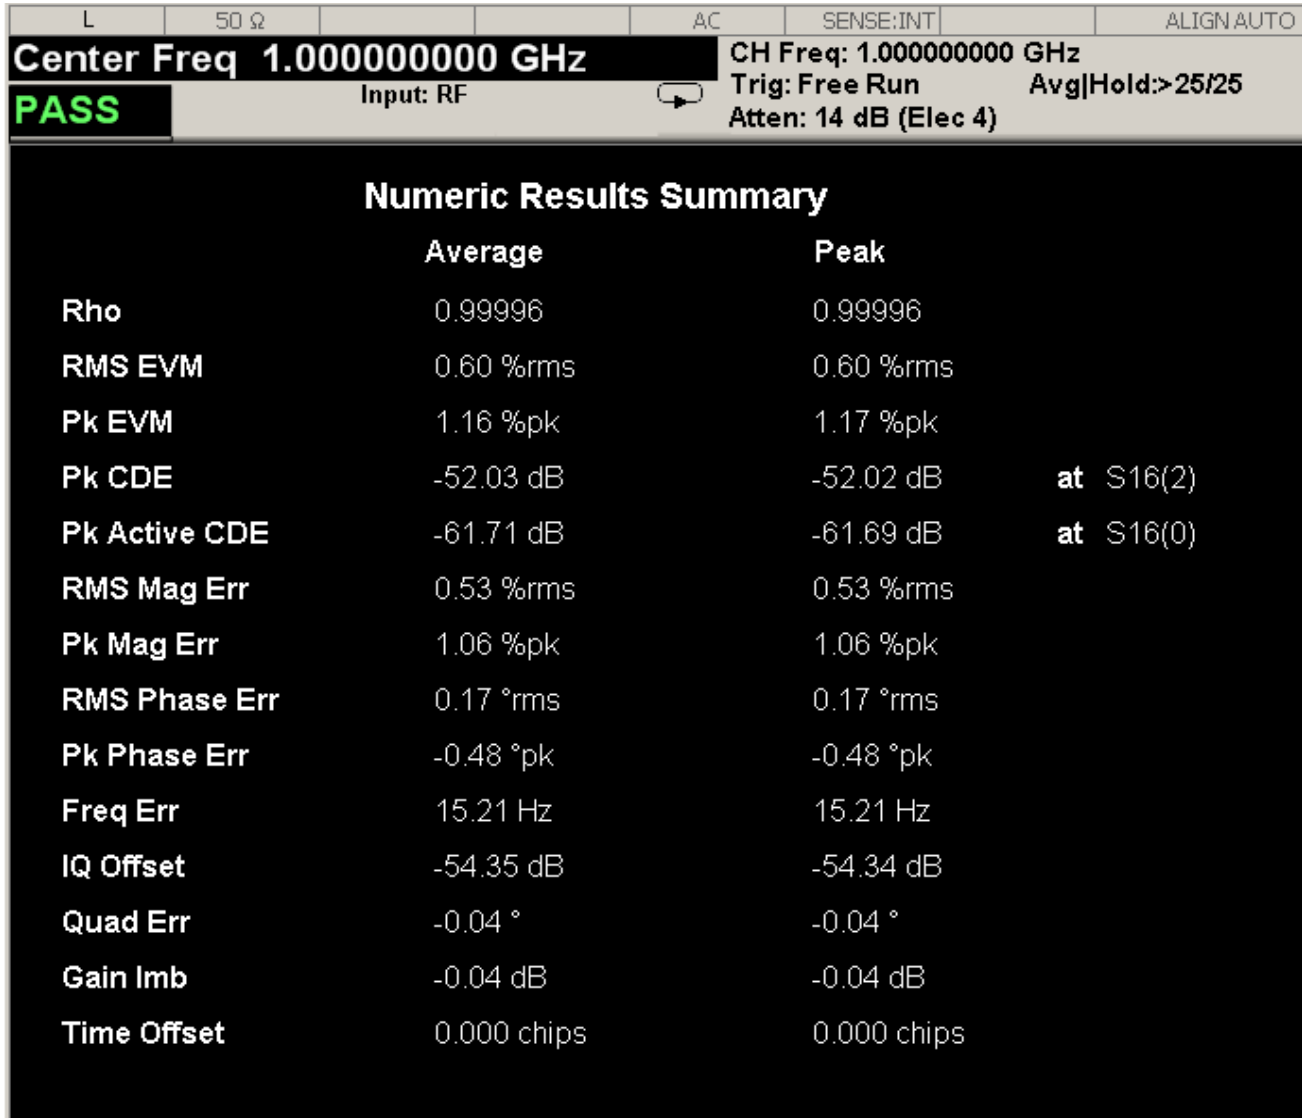 L 50 Ω AC SENSE:INT ALIGN AUTO
Center Freq 1.000000000 GHz
CH Freq: 1.000000000 GHz
Input: RF
Trig: Free Run Avg|Hold:>25/25
PASS
Atten: 14 dB (Elec 4)
Numeric Results Summary
Average Peak
Rho 0.99996 0.99996
RMS EVM 0.60 %rms 0.60 %rms
Pk EVM 1.16 %pk 1.17 %pk
Pk CDE -52.03 dB -52.02 dB at S16(2)
Pk Active CDE -61.71 dB -61.69 dB at S16(0)
RMS Mag Err 0.53 %rms 0.53 %rms
Pk Mag Err 1.06 %pk 1.06 %pk
RMS Phase Err 0.17 °rms 0.17 °rms
Pk Phase Err -0.48 °pk -0.48 °pk
Freq Err 15.21 Hz 15.21 Hz
IQ Offset -54.35 dB -54.34 dB
Quad Err -0.04 ° -0.04 °
Gain Imb -0.04 dB -0.04 dB
Time Offset 0.000 chips 0.000 chips